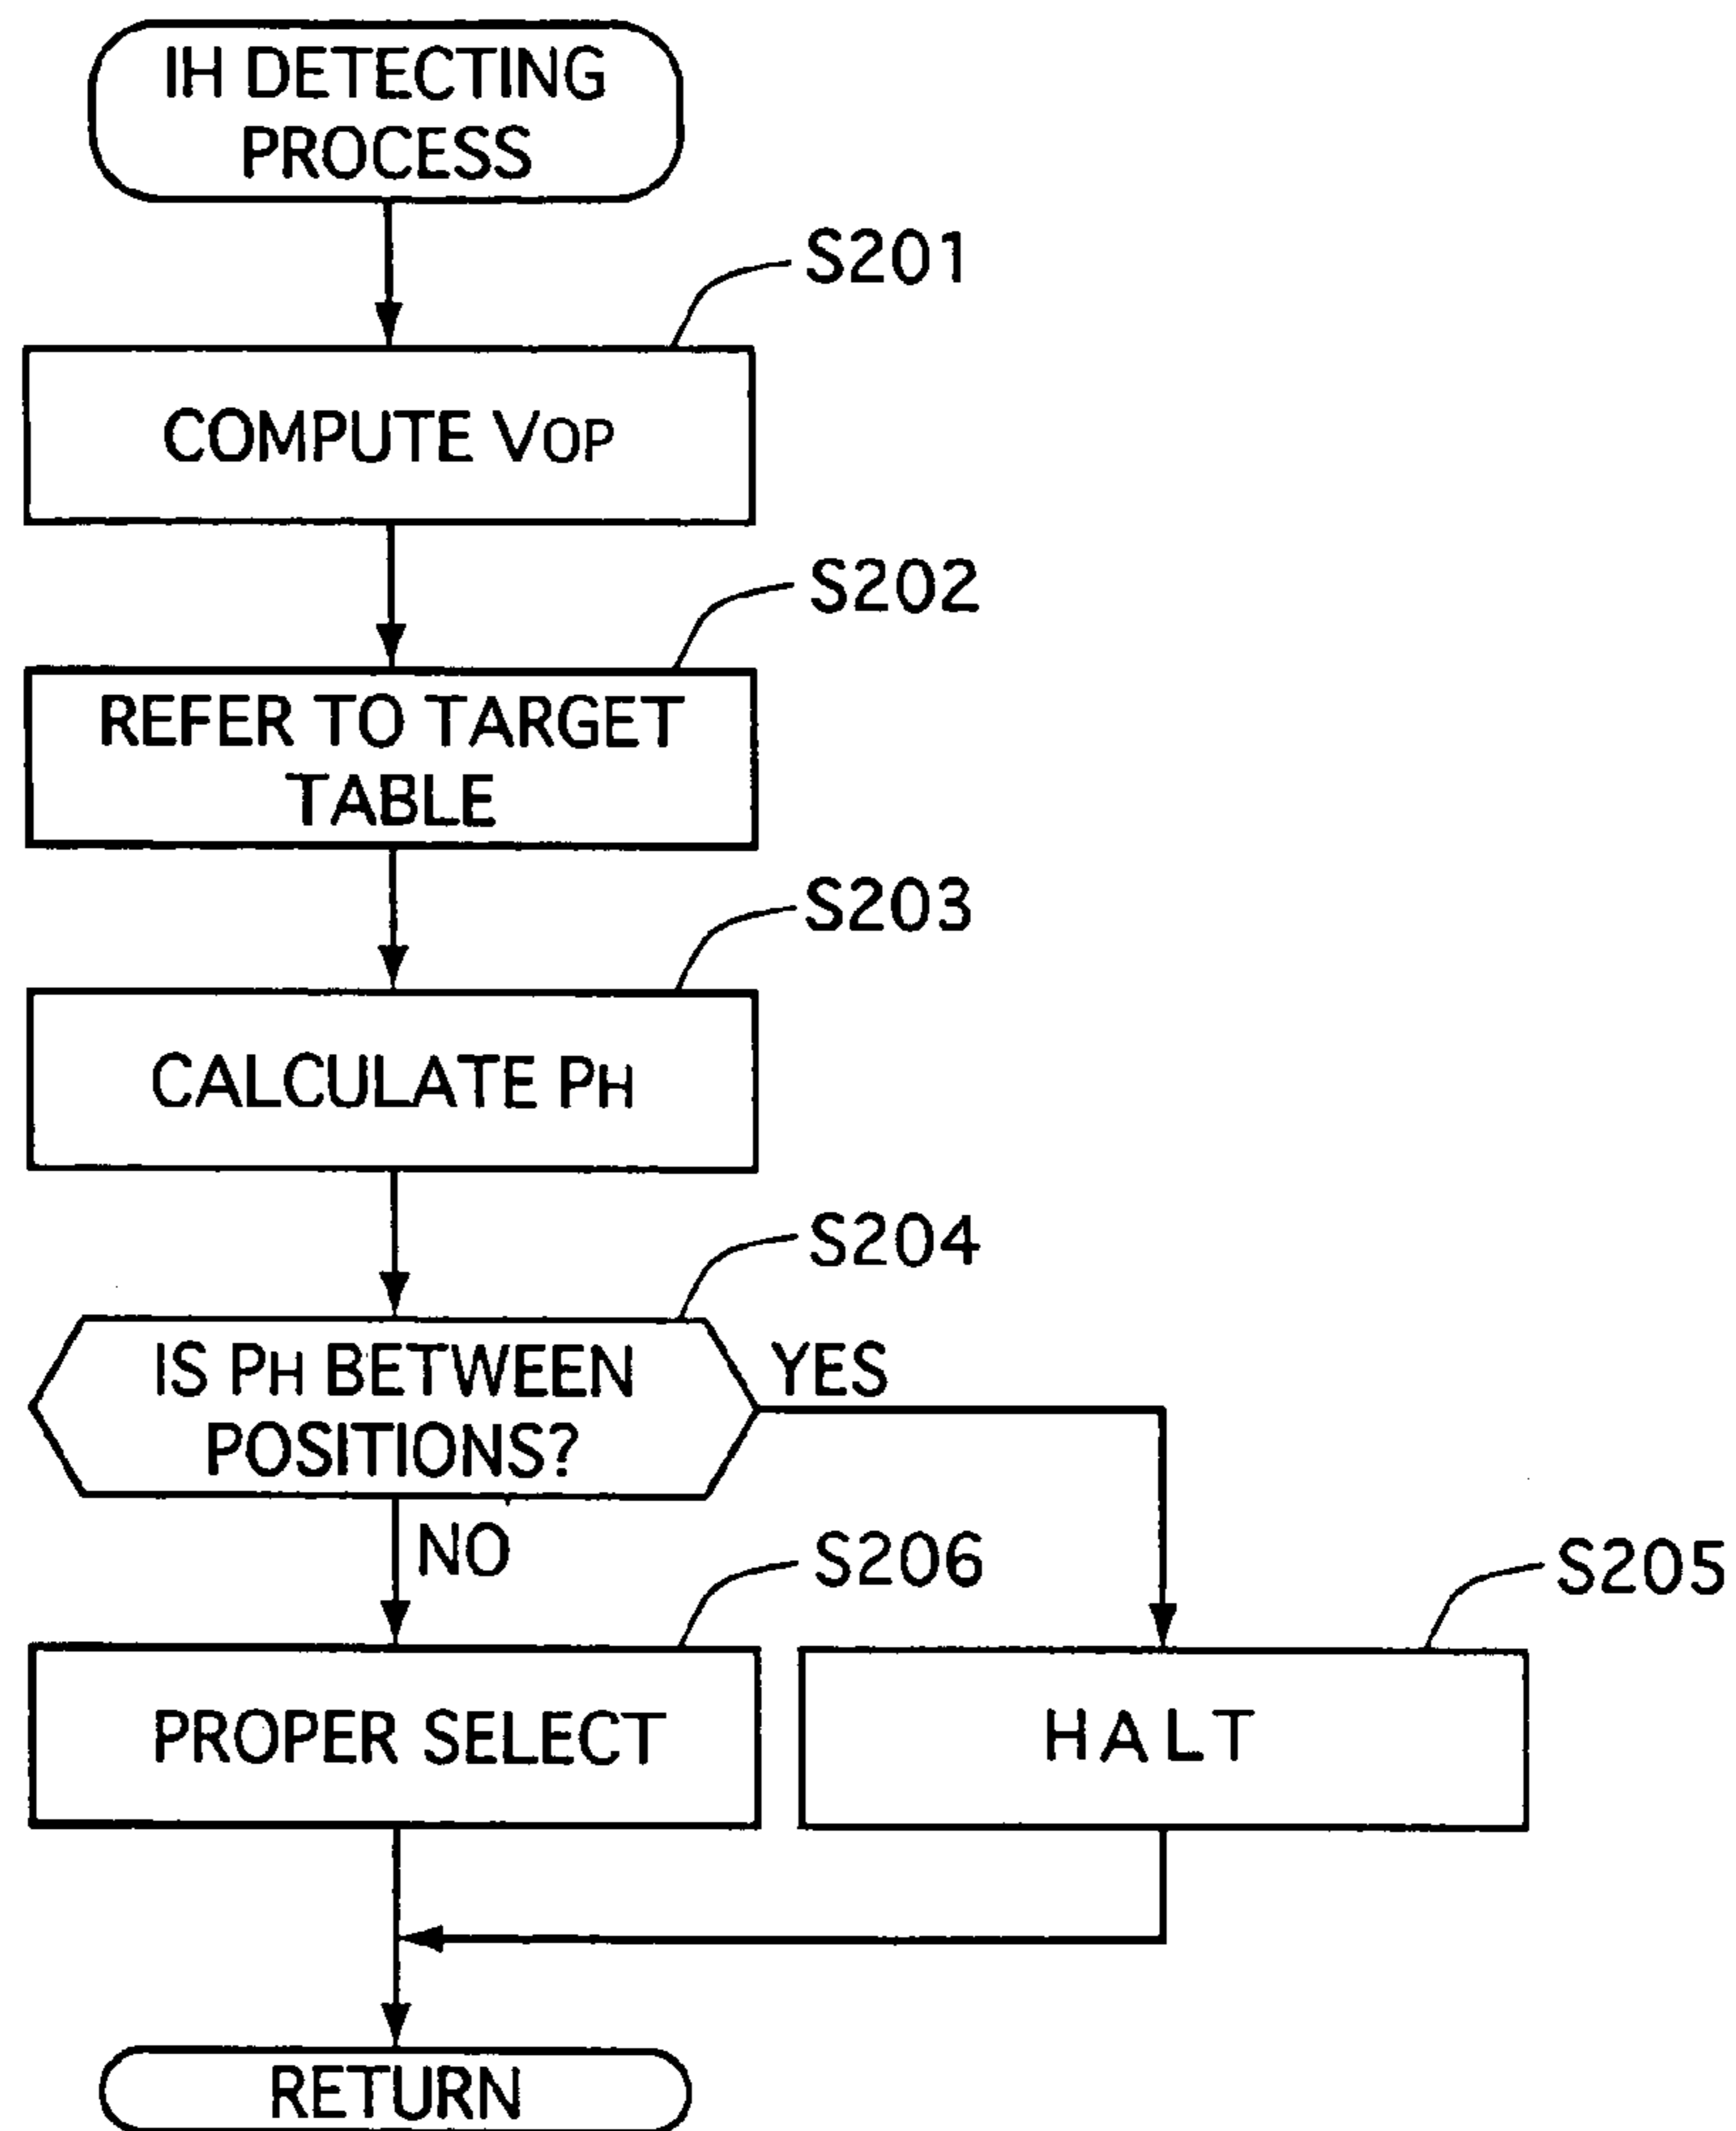 IH DETECTING
PROCESS
S201
COMPUTE VOP
S202
REFER TO TARGET
TABLE
S203
CALCULATE PH
S204
IS PH BETWEEN
POSITIONS?
YES
NO
S206
S205
PROPER SELECT
HALT
RETURN